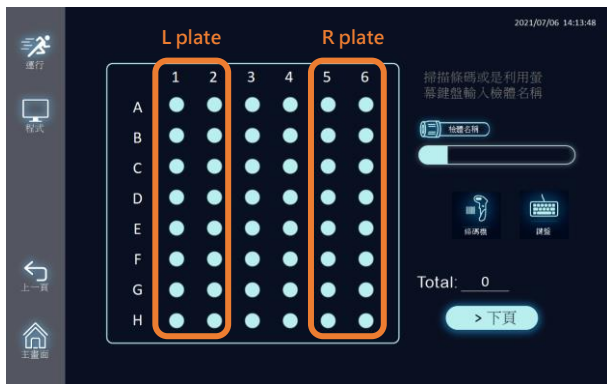 2021/07/06 14:13:48
L plate R plate
運行
程式
上一頁
主畫面
1 2 3 4 5 6
A
B
C
D
E
F
G
H
掃描條碼或是利用螢
幕鍵盤輸入檢體名稱
檢體名稱
條碼機 鍵盤
Total: 0
> 下頁